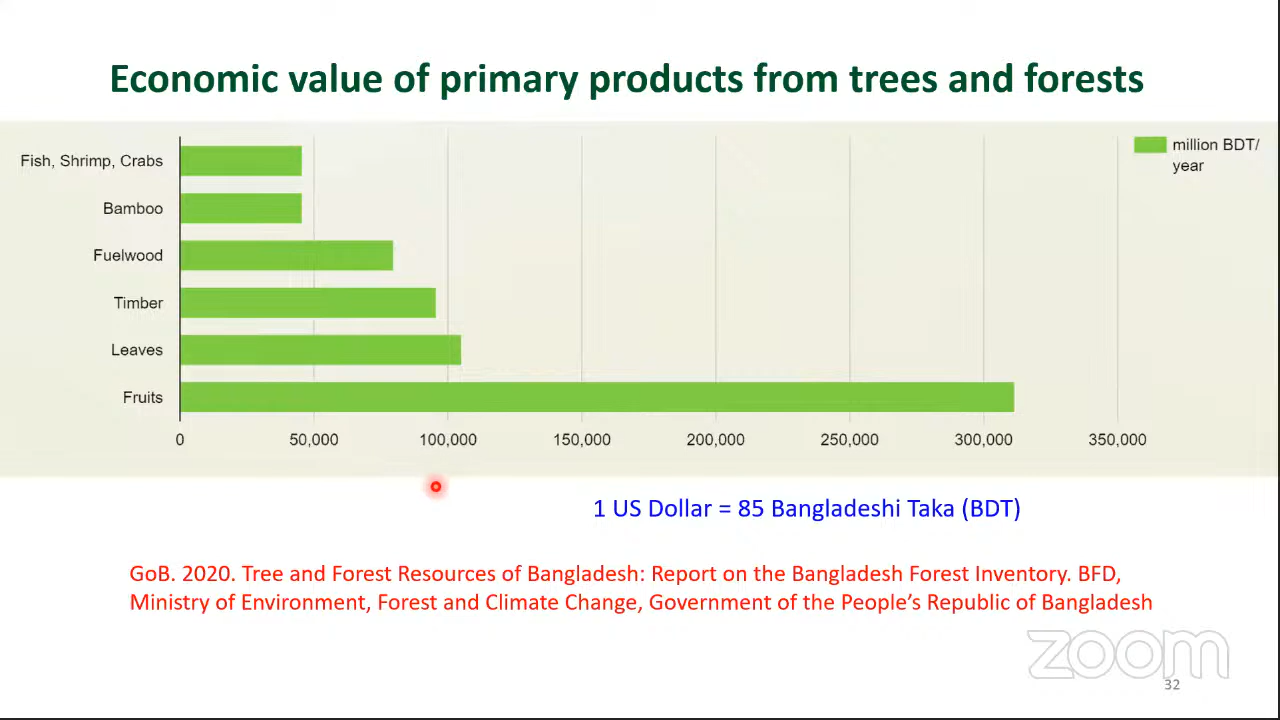 Economic value of primary products from trees and forests
million BDT/
year
Fish, Shrimp, Crabs
Bamboo
Fuelwood
Timber
Leaves
Fruits
0 50,000 100,000 150,000 200,000 250,000 300,000 350,000
1 US Dollar = 85 Bangladeshi Taka (BDT)
GoB. 2020. Tree and Forest Resources of Bangladesh: Report on the Bangladesh Forest Inventory. BFD,
Ministry of Environment, Forest and Climate Change, Government of the People’s Republic of Bangladesh
zoom
32